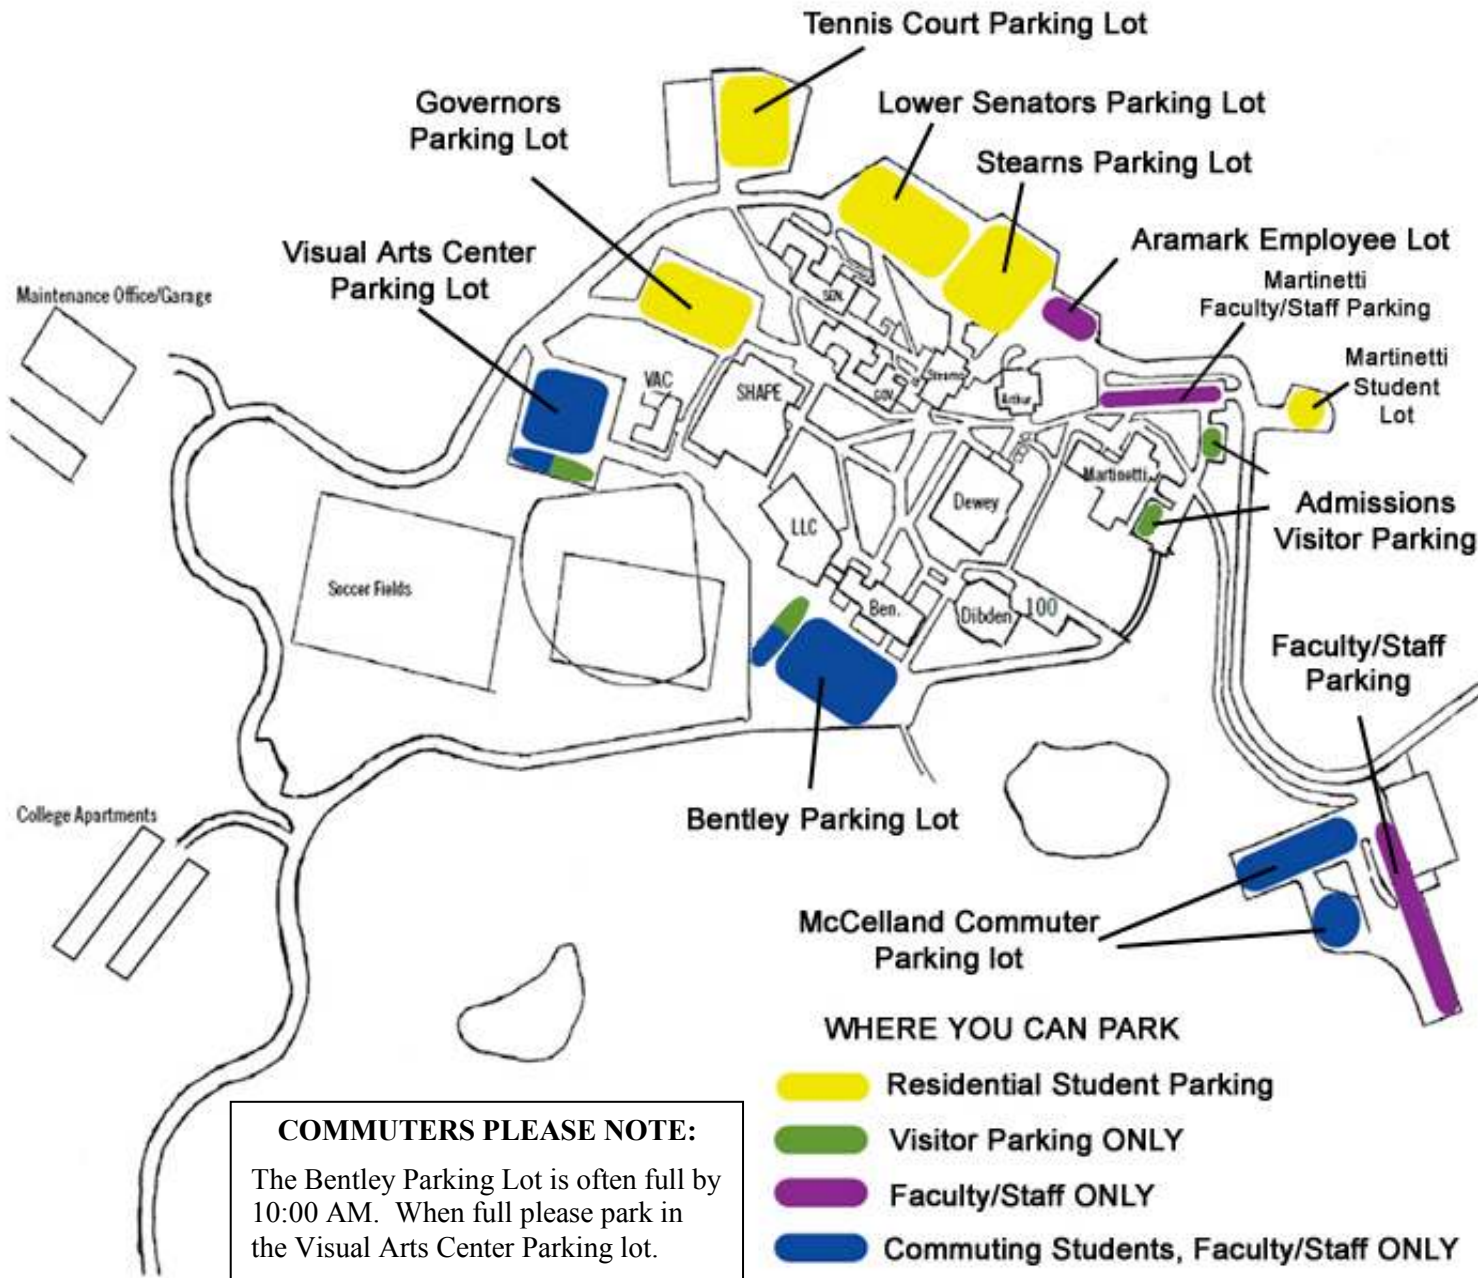 Tennis Court Parking Lot
Governors
Parking Lot
Lower Senators Parking Lot
Stearns Parking Lot
Visual Arts Center
Parking Lot
Aramark Employee Lot
Martinetti
Faculty/Staff Parking
Maintenance Office/Garage
Martinetti
Student
Lot
SEN.
VAC
SHAPE
GOV.
Stearns
Arthur
Martinetti
Dewey
LLC
Admissions
Visitor Parking
Soccer Fields
Ben.
Dibden
100
Faculty/Staff
Parking
College Apartments
Bentley Parking Lot
McCelland Commuter
Parking lot
WHERE YOU CAN PARK
Residential Student Parking
Visitor Parking ONLY
Faculty/Staff ONLY
Commuting Students, Faculty/Staff ONLY
COMMUTERS PLEASE NOTE:
The Bentley Parking Lot is often full by
10:00 AM.  When full please park in
the Visual Arts Center Parking lot.